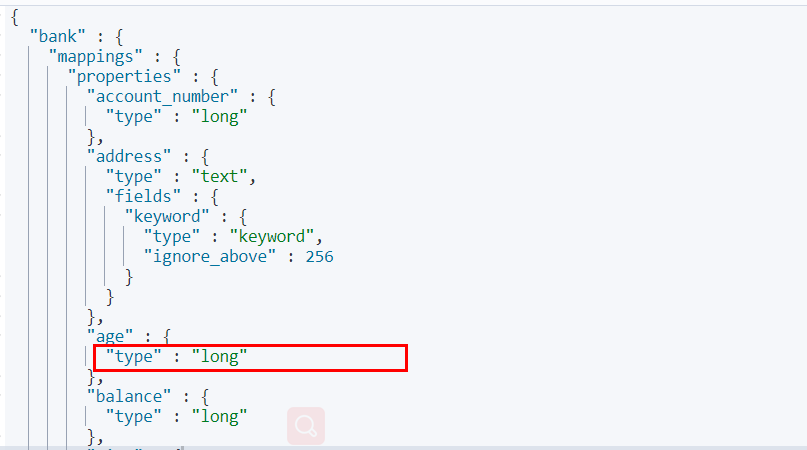 {
"bank" : {
"mappings" : {
"properties" : {
"account_number" : {
"type" : "long"
},
"address" : {
"type" : "text",
"fields" : {
"keyword" : {
"type" : "keyword",
"ignore_above" : 256
}
}
},
"age" : {
"type" : "long"
},
"balance" : {
"type" : "long"
},